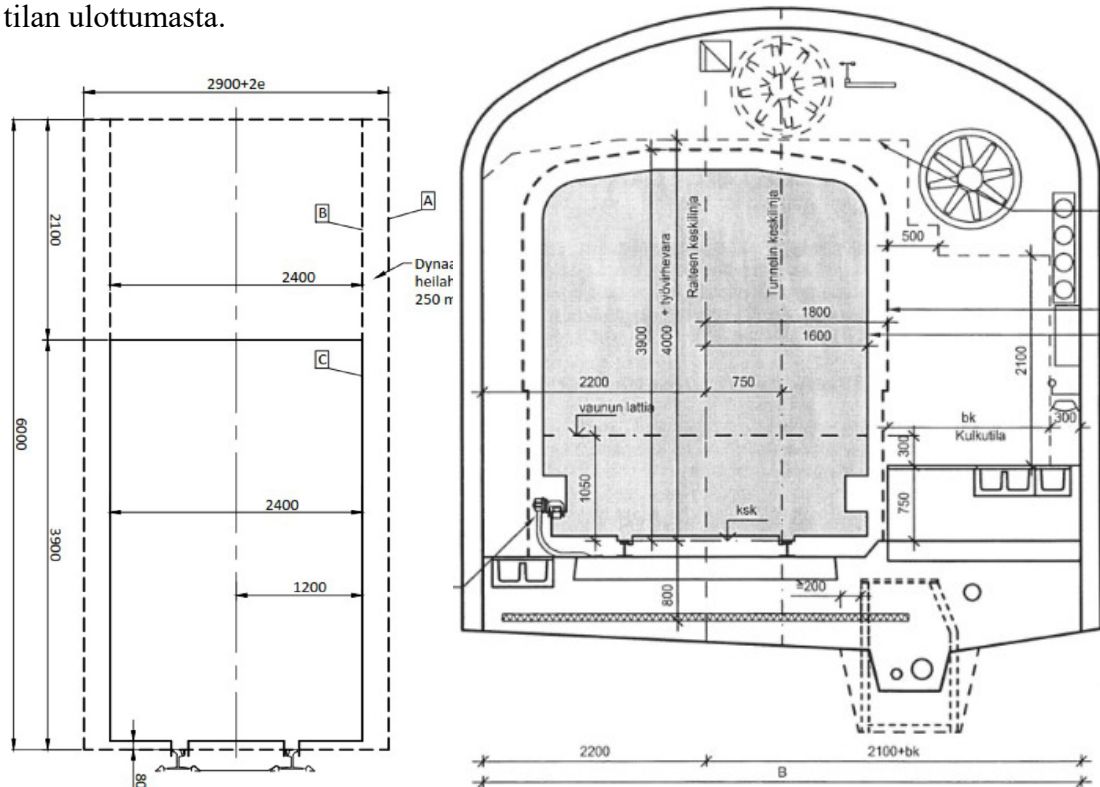 tilan ulottumasta.
2900+2e
B
A
2100
2400
Dynaa
heilah
250 m
C
6000
3900
2400
1200
80
Raiteen keskilinja
Tunnelin keskilinja
500
3900
4000 + työvirhevara
1800
1600
2100
2200
750
vaunun lattia
bk
300
Kulkutila
300
1050
ksk
750
800
≈200
2200
2100+bk
B